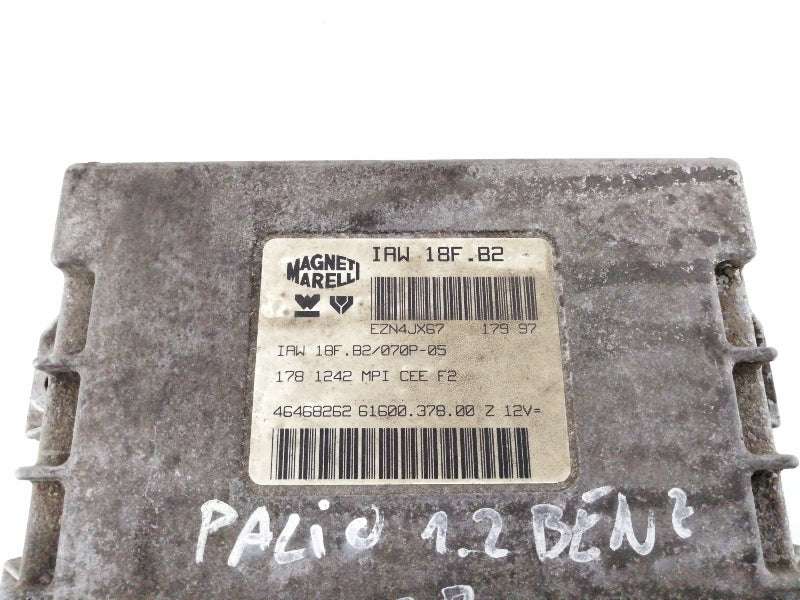 IAW 18F.B2
MAGNETI
MARELLI
EZN4JX67 179 97
IAW 18F.B2/070P-05
178 1242 MPI CEE F2
46468262 61600.378.00 Z 12V=
PALIO 1.2 BENZ